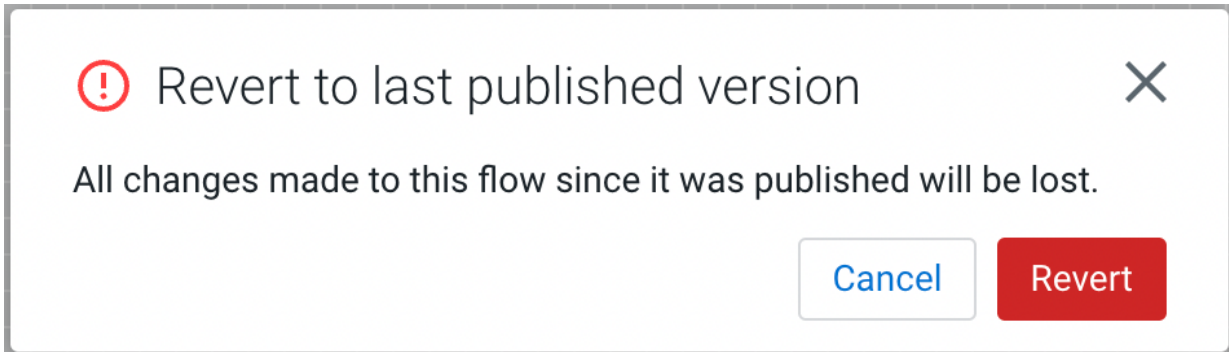 Revert to last published version
All changes made to this flow since it was published will be lost.
Cancel
Revert